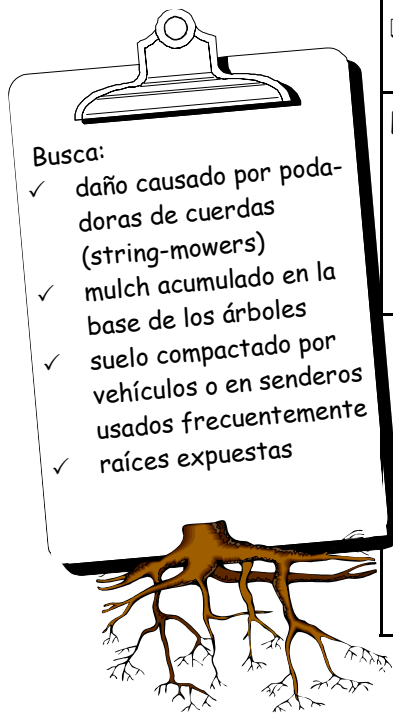 Busca:
✓ daño causado por poda-
doras de cuerdas
(string-mowers)
✓ mulch acumulado en la
base de los árboles
✓ suelo compactado por
vehículos o en senderos
usados frecuentemente
✓ raíces expuestas